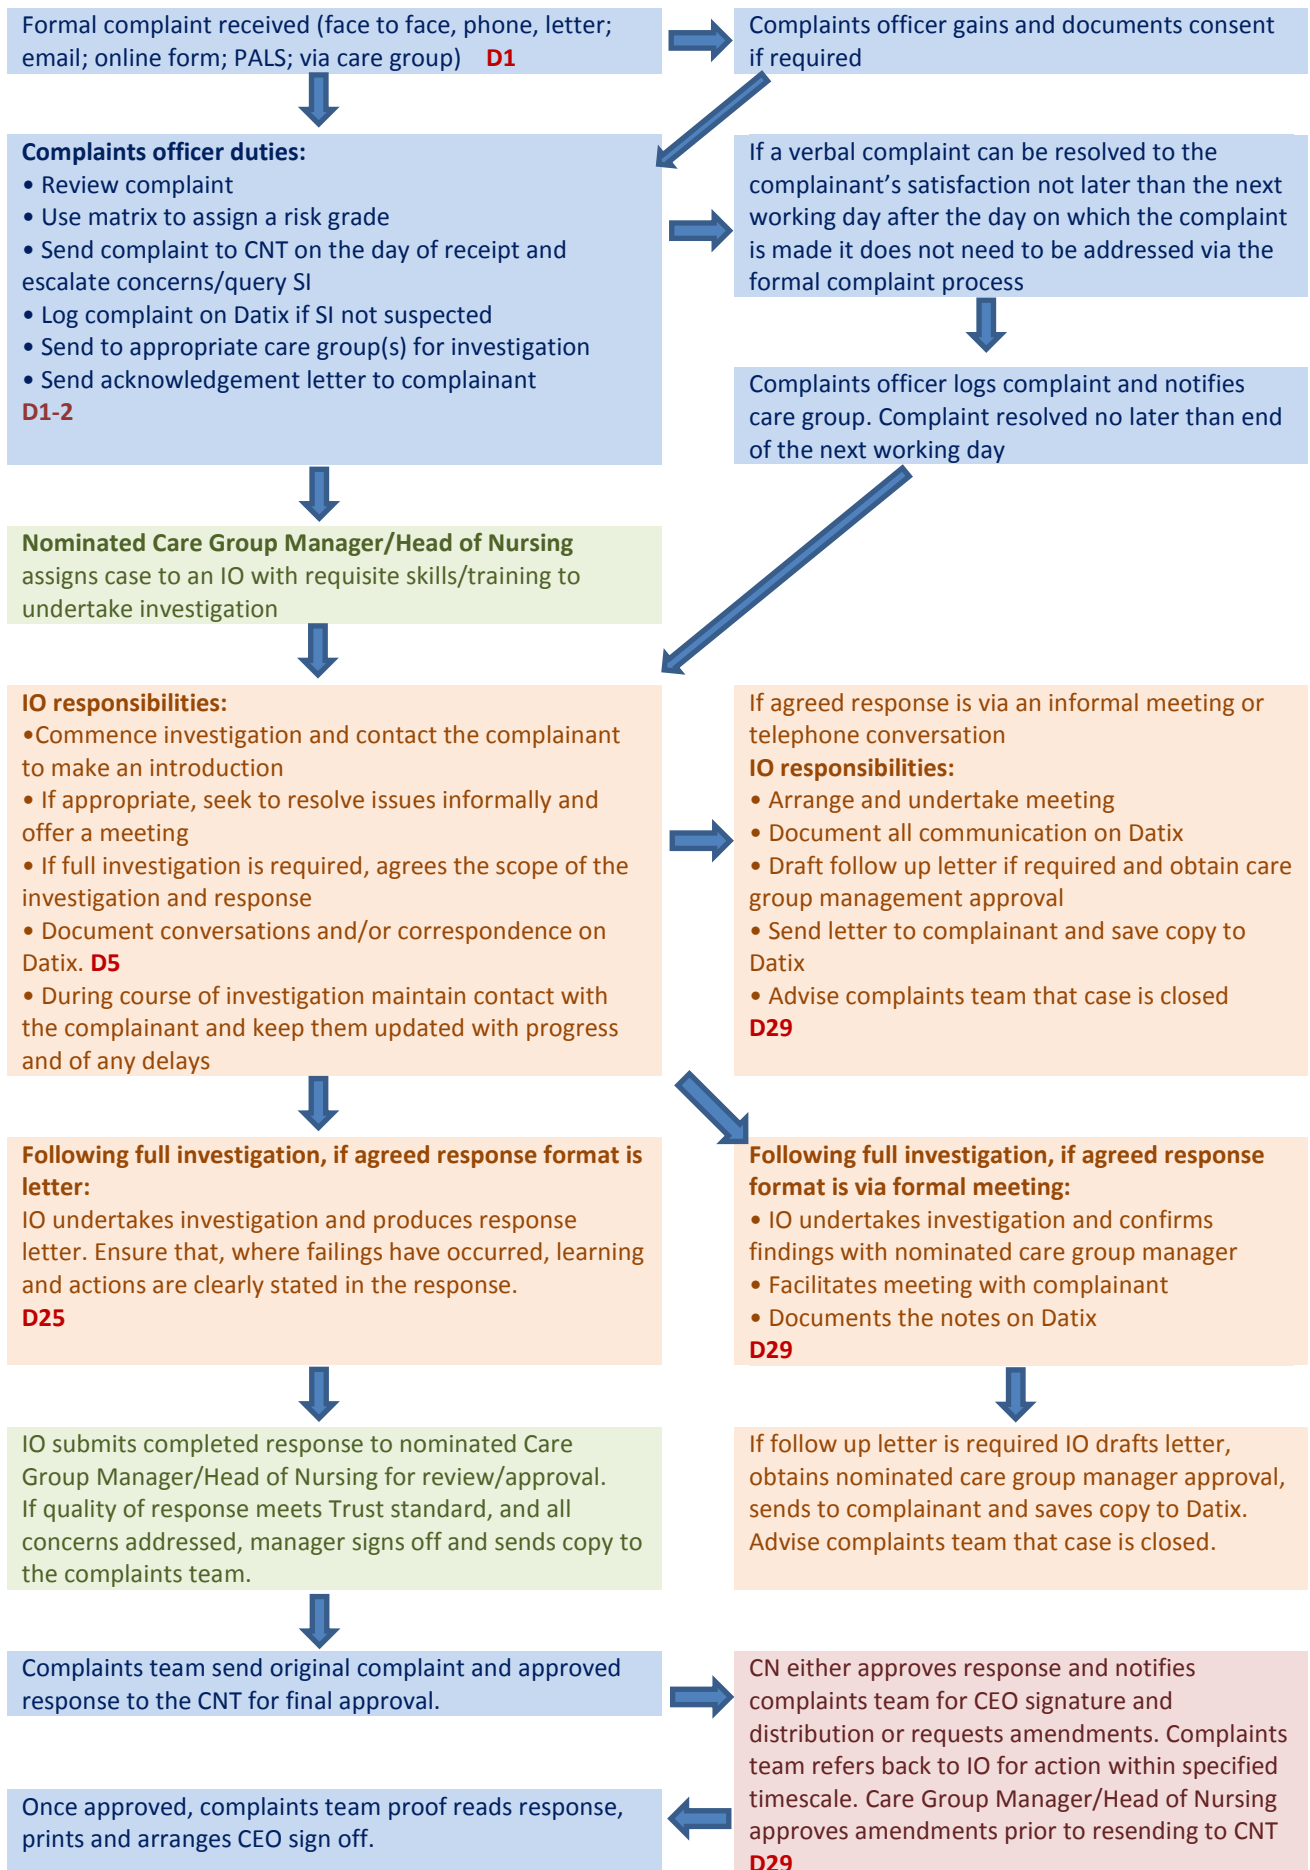 Formal complaint received (face to face, phone, letter;
email; online form; PALS; via care group) D1
Complaints officer gains and documents consent
if required
Complaints officer duties:
• Review complaint
• Use matrix to assign a risk grade
• Send complaint to CNT on the day of receipt and
escalate concerns/query SI
• Log complaint on Datix if SI not suspected
• Send to appropriate care group(s) for investigation
• Send acknowledgement letter to complainant
D1-2
If a verbal complaint can be resolved to the
complainant's satisfaction not later than the next
working day after the day on which the complaint
is made it does not need to be addressed via the
formal complaint process
Complaints officer logs complaint and notifies
care group. Complaint resolved no later than end
of the next working day
Nominated Care Group Manager/Head of Nursing
assigns case to an IO with requisite skills/training to
undertake investigation
IO responsibilities:
•Commence investigation and contact the complainant
to make an introduction
• If appropriate, seek to resolve issues informally and
offer a meeting
• If full investigation is required, agrees the scope of the
investigation and response
• Document conversations and/or correspondence on
Datix. D5
• During course of investigation maintain contact with
the complainant and keep them updated with progress
and of any delays
If agreed response is via an informal meeting or
telephone conversation
IO responsibilities:
• Arrange and undertake meeting
• Document all communication on Datix
• Draft follow up letter if required and obtain care
group management approval
• Send letter to complainant and save copy to
Datix
• Advise complaints team that case is closed
D29
Following full investigation, if agreed response format is
letter:
IO undertakes investigation and produces response
letter. Ensure that, where failings have occurred, learning
and actions are clearly stated in the response.
D25
Following full investigation, if agreed response
format is via formal meeting:
• IO undertakes investigation and confirms
findings with nominated care group manager
• Facilitates meeting with complainant
• Documents the notes on Datix
D29
IO submits completed response to nominated Care
Group Manager/Head of Nursing for review/approval.
If quality of response meets Trust standard, and all
concerns addressed, manager signs off and sends copy to
the complaints team.
If follow up letter is required IO drafts letter,
obtains nominated care group manager approval,
sends to complainant and saves copy to Datix.
Advise complaints team that case is closed.
Complaints team send original complaint and approved
response to the CNT for final approval.
CN either approves response and notifies
complaints team for CEO signature and
distribution or requests amendments. Complaints
team refers back to IO for action within specified
timescale. Care Group Manager/Head of Nursing
approves amendments prior to resending to CNT
D29
Once approved, complaints team proof reads response,
prints and arranges CEO sign off.